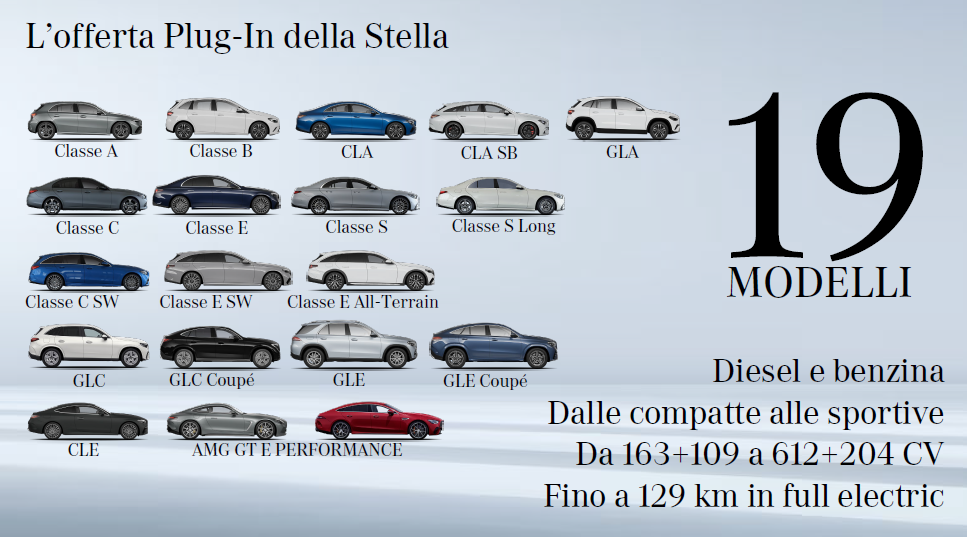 L'offerta Plug-In della Stella
Classe A
Classe B
CLA
CLA SB
GLA
Classe C
Classe E
Classe S
Classe S Long
Classe C SW
Classe E SW
Classe E All-Terrain
GLC
GLC Coupé
GLE
GLE Coupé
CLE
AMG GT E PERFORMANCE
19
MODELLI
Diesel e benzina
Dalle compatte alle sportive
Da 163+109 a 612+204 CV
Fino a 129 km in full electric